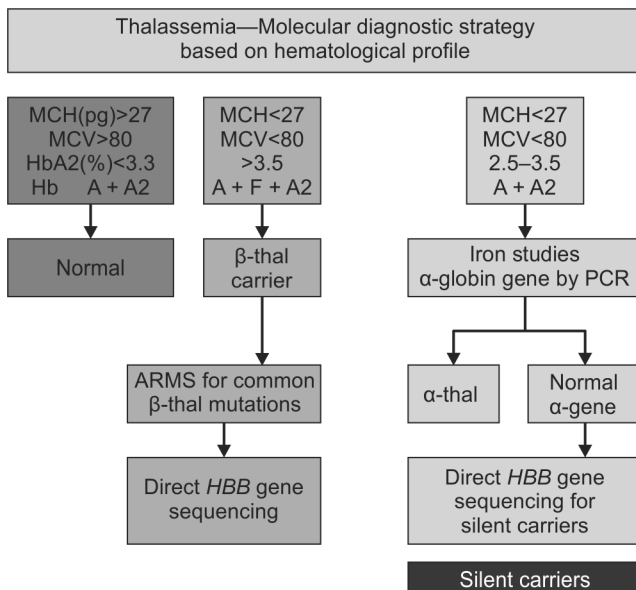 Thalassemia—Molecular diagnostic strategy
based on hematological profile
MCH(pg)>27
MCV>80
HbA2(%)<3.3
Hb A + A2
Normal
MCH<27
MCV<80
>3.5
A + F + A2
β-thal
carrier
ARMS for common
β-thal mutations
Direct HBB gene
sequencing
MCH<27
MCV<80
2.5–3.5
A + A2
Iron studies
α-globin gene by PCR
α-thal
Normal
α-gene
Direct HBB gene
sequencing for
silent carriers
Silent carriers